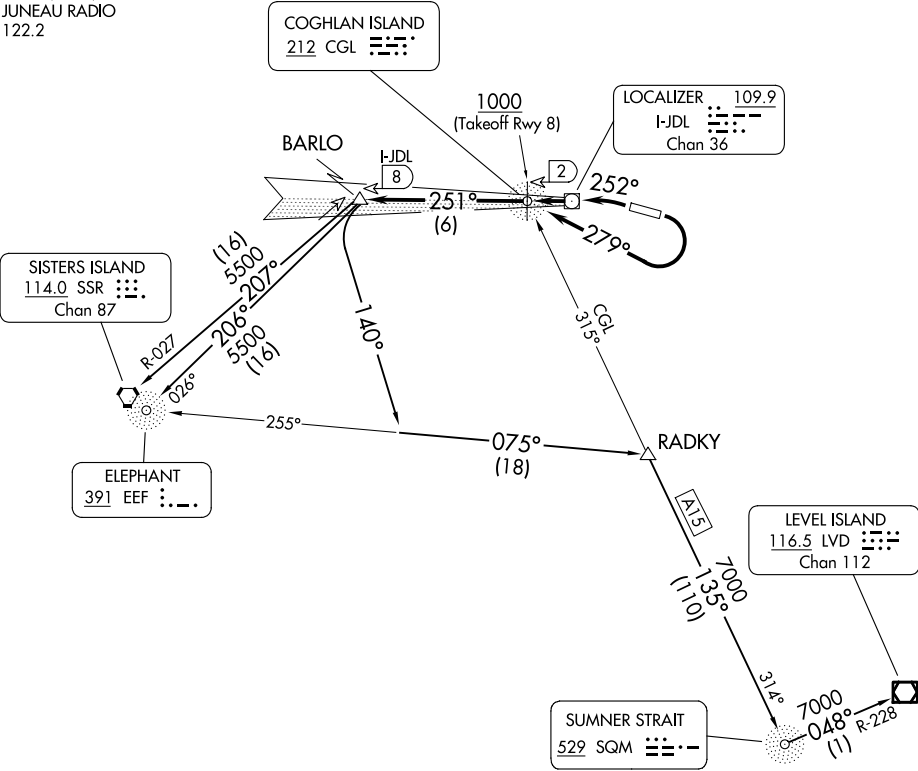 JUNEAU RADIO
122.2
COGHLAN ISLAND
212 CGL
1000
(Takeoff Rwy 8)
LOCALIZER 109.9
I-JDL
Chan 36
BARLO
I-JDL
8
2
252°
251°
(6)
279°
SISTERS ISLAND
114.0 SSR
Chan 87
(16)
5500
207°
206°
5500
(16)
R-027
026°
140°
CGL
315°
255°
075°
(18)
RADKY
ELEPHANT
391 EEF
A15
7000
135°
(110)
LEVEL ISLAND
116.5 LVD
Chan 112
314°
SUMNER STRAIT
529 SQM
7000
048°
(1)
R-228